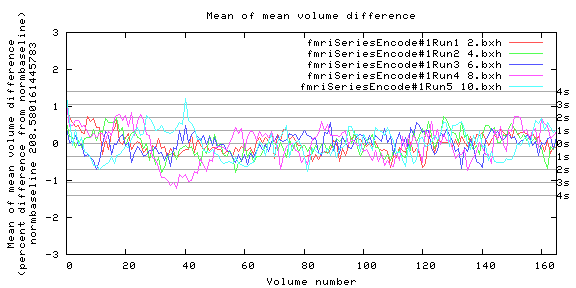 Mean of mean volume difference
Mean of mean volume difference
(percent difference from normbaseline)
normbaseline 208.580161445783
3
2
1
0
-1
-2
-3
fmriSeriesEncode#1Run1 2.bxh
fmriSeriesEncode#1Run2 4.bxh
fmriSeriesEncode#1Run3 6.bxh
fmriSeriesEncode#1Run4 8.bxh
fmriSeriesEncode#1Run5 10.bxh
4s
3s
2s
1s
0s
1s
2s
3s
4s
0 20 40 60 80 100 120 140 160
Volume number